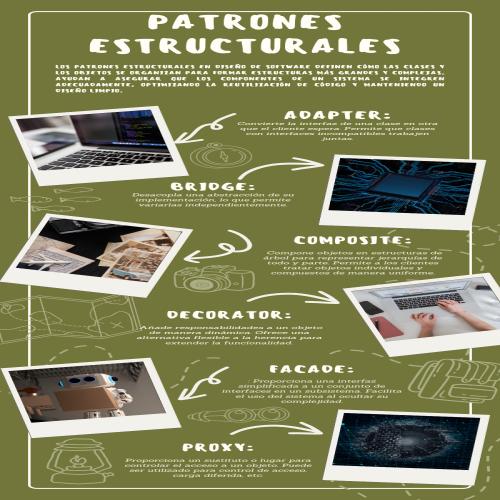 PATRONES
ESTRUCTURALES
LOS PATRONES ESTRUCTURALES EN DISEÑO DE SOFTWARE DEFINEN CÓMO LAS CLASES Y
LOS OBJETOS SE ORGANIZAN PARA FORMAR ESTRUCTURAS MÁS GRANDES Y COMPLEJAS,
AYUDAN A ASEGURAR QUE LOS COMPONENTES DE UN SISTEMA SE INTEGREN
ADECUADAMENTE, OPTIMIZANDO LA REUTILIZACIÓN DE CÓDIGO Y MANTENIENDO UN
DISEÑO LIMPIO.
ADAPTER:
Convierte la interfaz de una clase en otra
que el cliente espera. Permite que clases
con interfaces incompatibles trabajen
juntas.
BRIDGE:
Desacopla una abstracción de su
implementación, lo que permite
variarlas independientemente.
COMPOSITE:
Compone objetos en estructuras de
árbol para representar jerarquías de
todo y parte. Permite a los clientes
tratar objetos individuales y
compuestos de manera uniforme
DECORATOR:
Añade responsabilidades a un objeto
de manera dinámica. Ofrece una
alternativa flexible a la herencia para
extender la funcionalidad.
FACADE:
Proporciona una interfaz
simplificada a un conjunto de
interfaces en un subsistema. Facilita
el uso del sistema al ocultar su
complejidad.
PROXY:
Proporciona un sustituto o lugar para
controlar el acceso a un objeto. Puede
ser utilizado para control de acceso,
carga diferida, etc